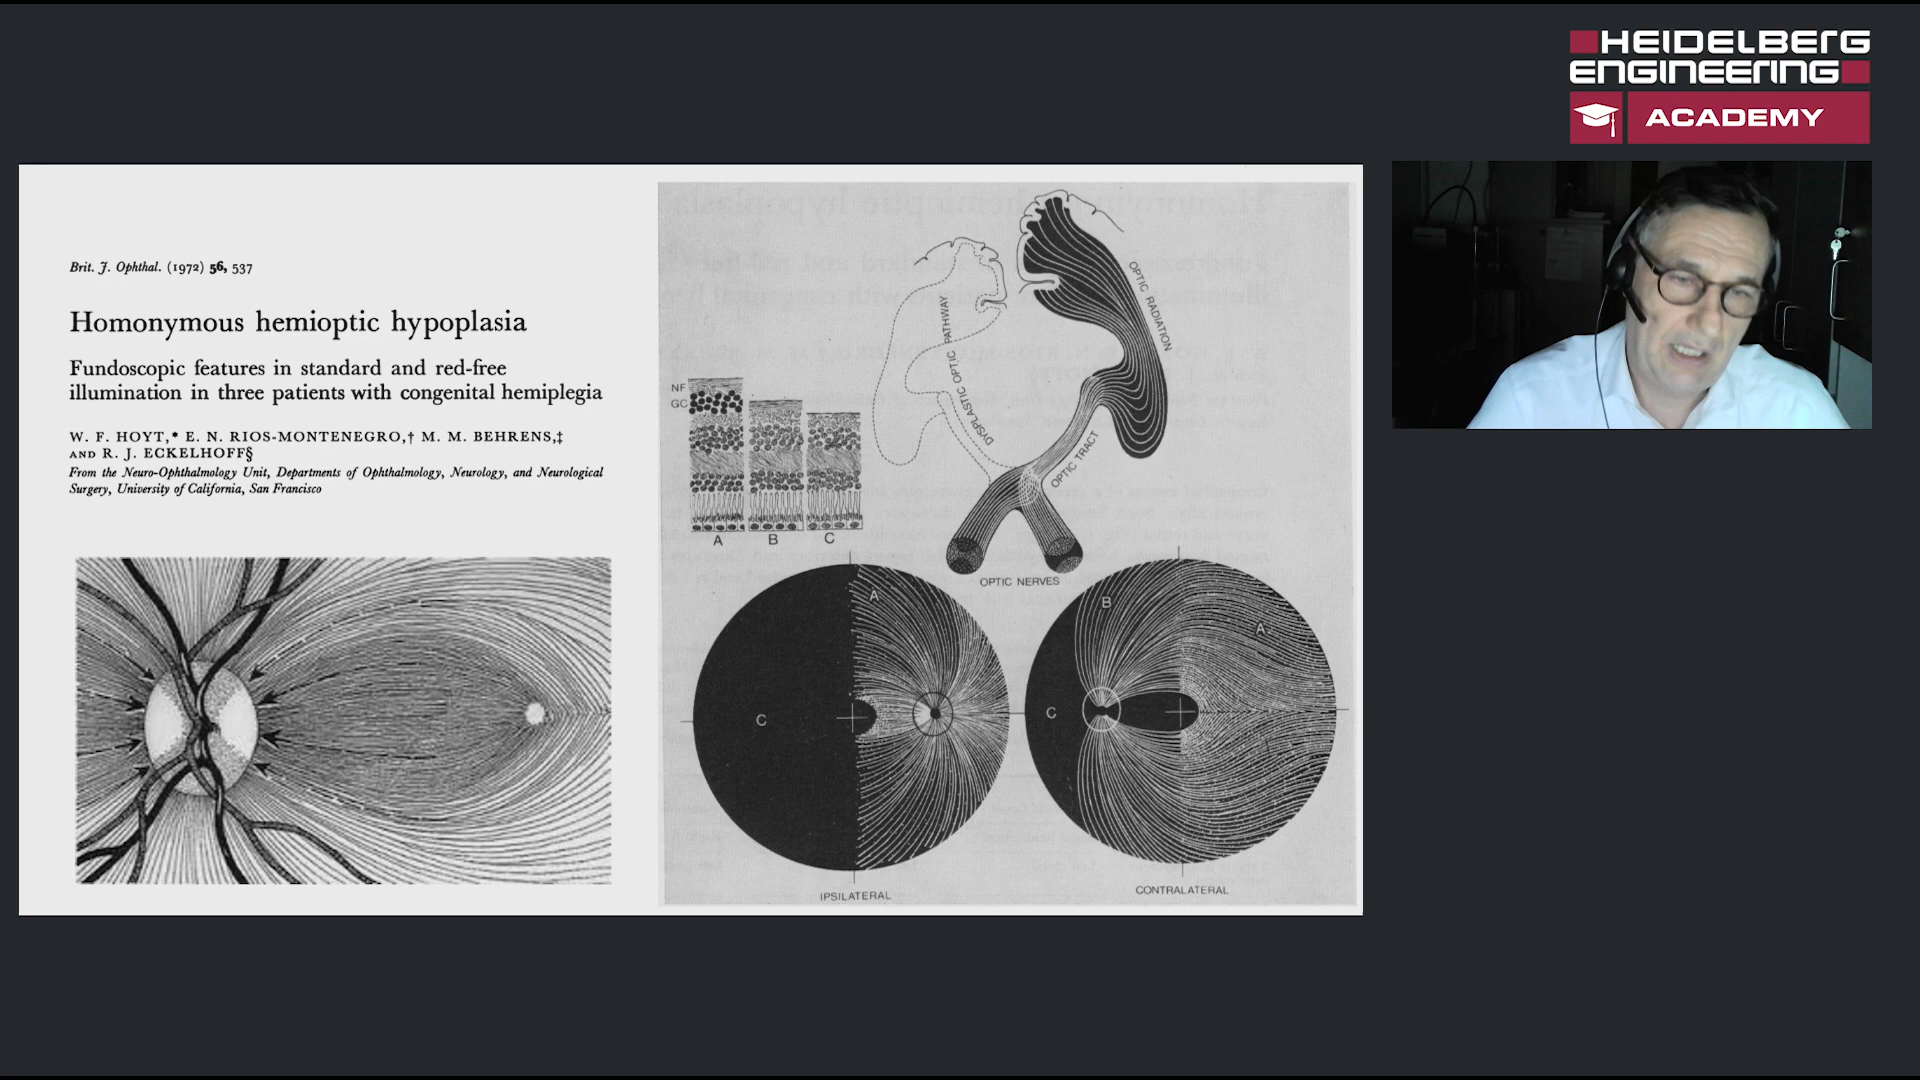 HEIDELBERG
ENGINEERING
ACADEMY
Brit. J. Ophthal. (1972) 56, 537
Homonymous hemioptic hypoplasia
Fundoscopic features in standard and red-free
illumination in three patients with congenital hemiplegia
W. F. HOYT,* E. N. RIOS-MONTENEGRO,† M. M. BEHRENS,‡
AND R. J. ECKELHOFF§
From the Neuro-Ophthalmology Unit, Departments of Ophthalmology, Neurology, and Neurological
Surgery, University of California, San Francisco
DYSPLASTIC OPTIC PATHWAY
OPTIC RADIATION
OPTIC TRACT
NF
GC
A B C
OPTIC NERVES
A
C
B
A
C
IPSILATERAL
CONTRALATERAL